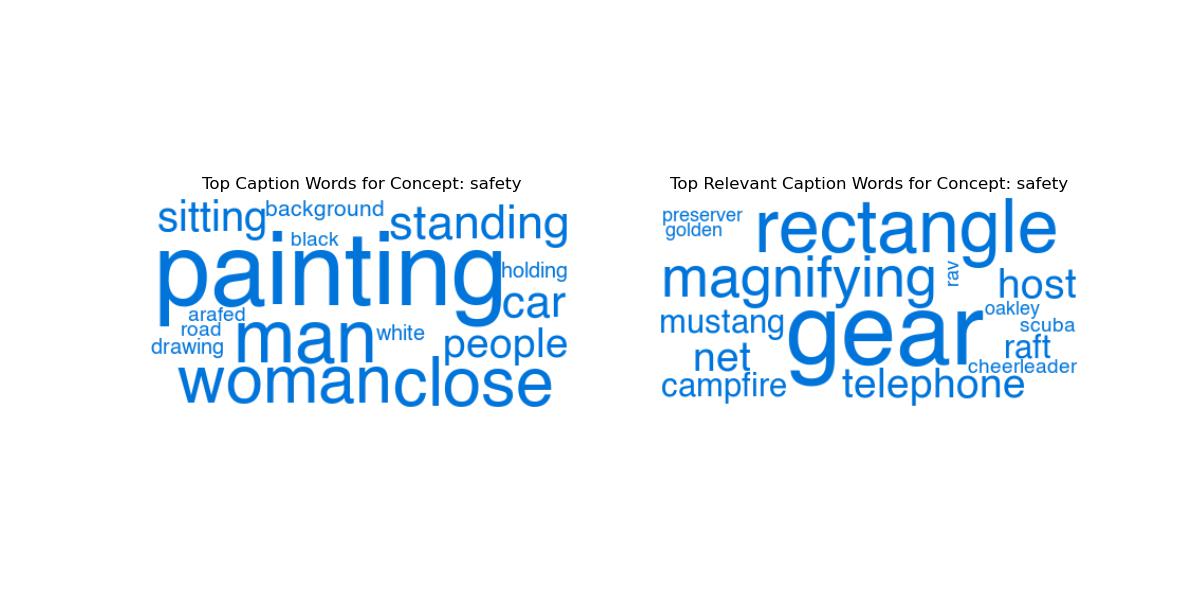 Top Caption Words for Concept: safety
sitting background standing
black
painting holding
car
arafed
road man white
drawing people
woman close
Top Relevant Caption Words for Concept: safety
preserver rectangle
golden
magnifying rav host
mustang gear oakley
scuba
net raft
cheerleader
campfire telephone